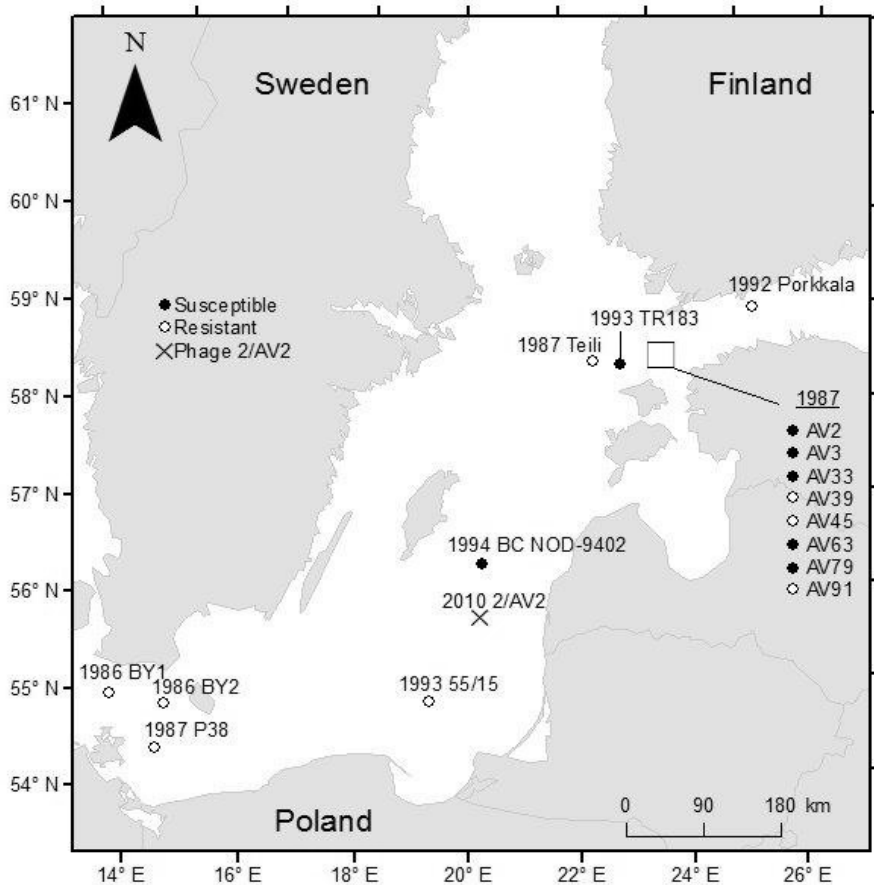 N
Sweden
Finland
61° N
60° N
59° N
58° N
57° N
56° N
55° N
54° N
Susceptible
Resistant
Phage 2/AV2
1992 Porkkala
1993 TR183
1987 Teili
1987
AV2
AV3
AV33
AV39
AV45
AV63
AV79
AV91
1994 BC NOD-9402
2010 2/AV2
1986 BY1
1986 BY2
1993 55/15
1987 P38
Poland
0 90 180 km
14° E 16° E 18° E 20° E 22° E 24° E 26° E